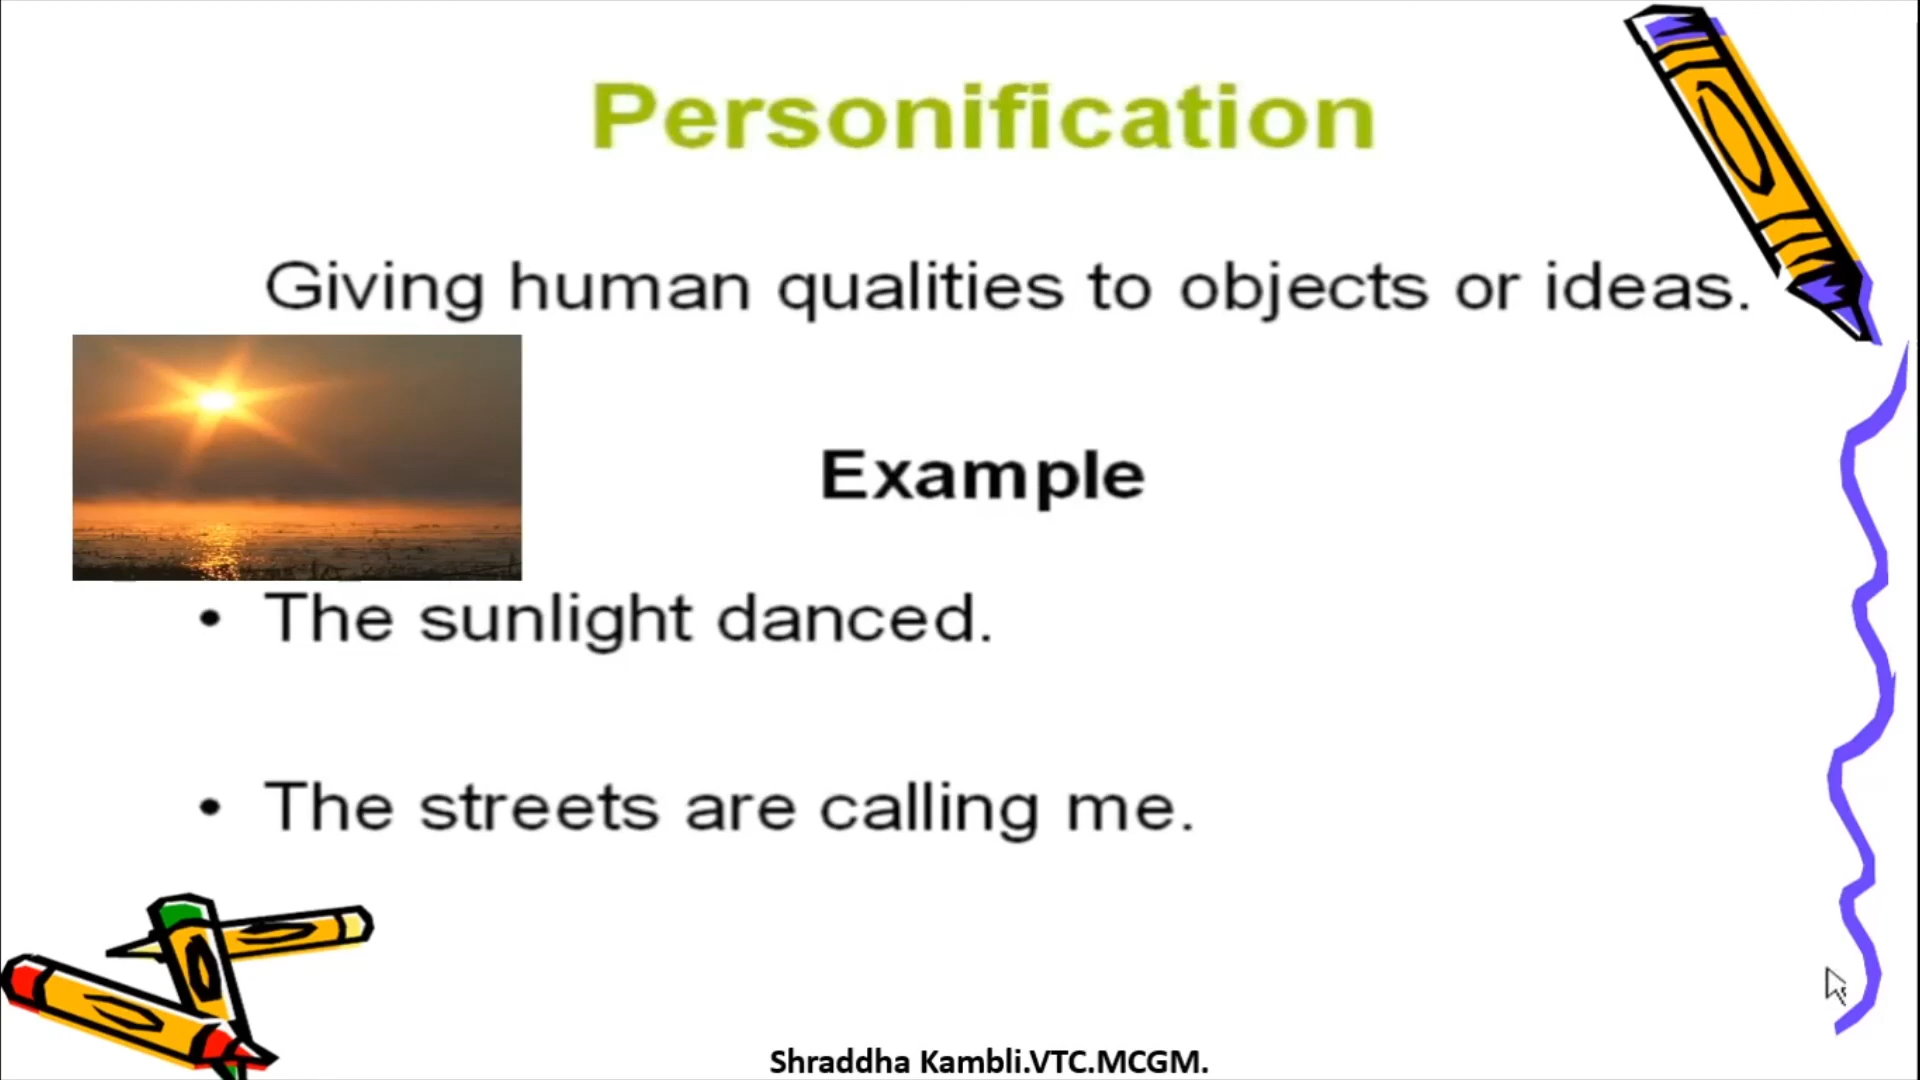 Personification
Giving human qualities to objects or ideas.
Example
• The sunlight danced.
• The streets are calling me.
Shraddha Kambli.VTC.MCGM.